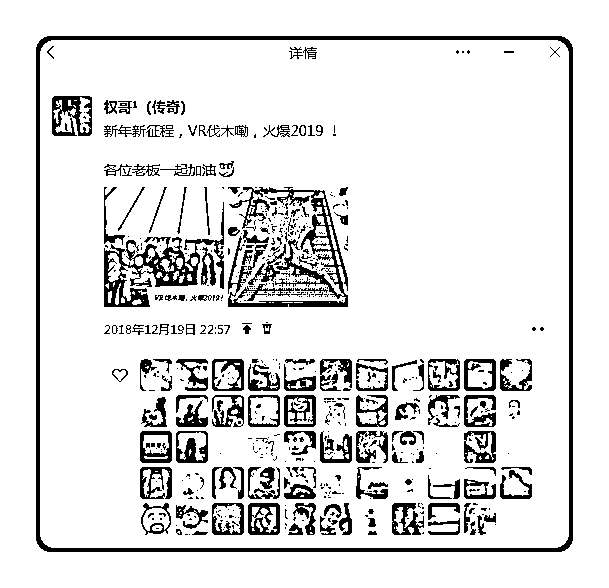 详情
权哥¹（传奇）
新年新征程，VR伐木嘞，火爆2019 ！
各位老板一起加油
VR伐木嘞，火爆2019！
2018年12月19日 22:57